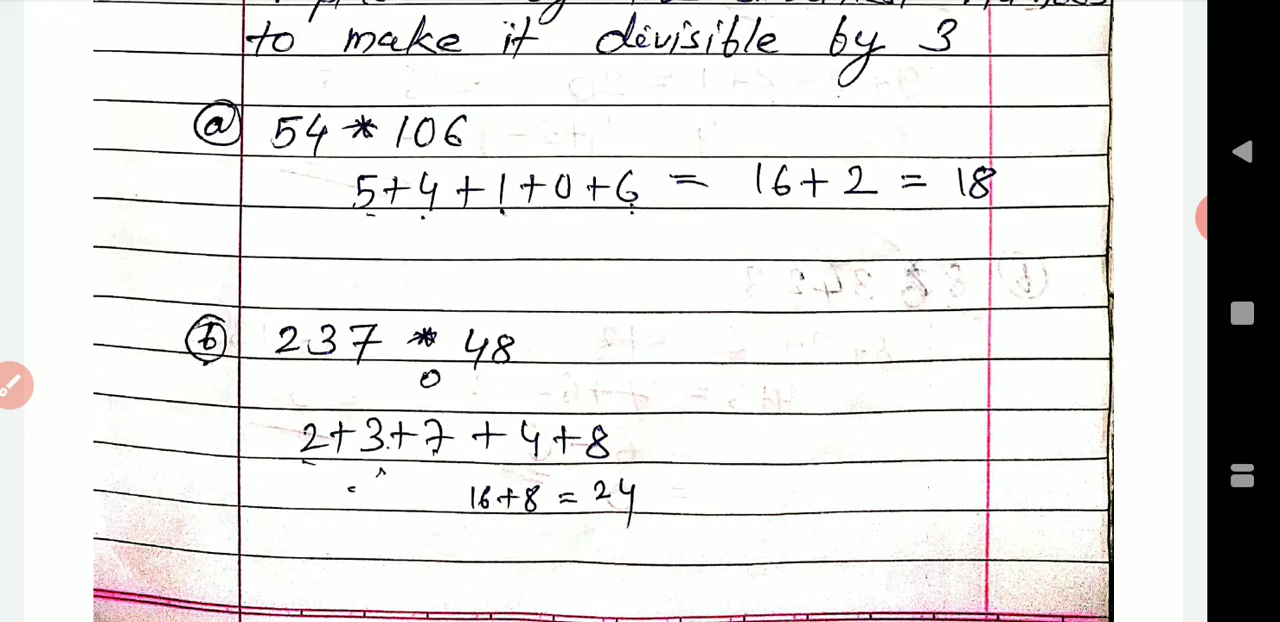 to make it divisible by 3
(a) 54 * 106
5+4+1+0+6 = 16+2 = 18
(b) 237 * 48
0
2+3+7+4+8
16+8 = 24